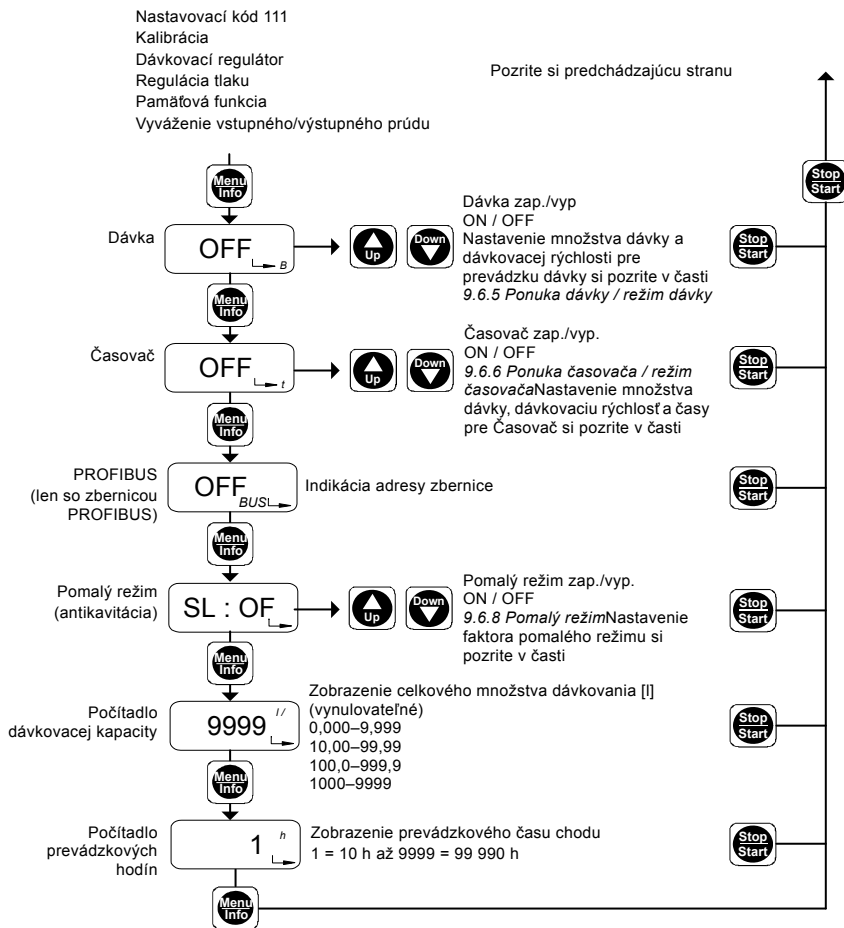 Nastavovací kód 111
Kalibrácia
Dávkovací regulátor
Regulácia tlaku
Pamäťová funkcia
Vyváženie vstupného/výstupného prúdu
Pozrite si predchádzajúcu stranu
Menu
Info
Stop
Start
Dávka
OFF
B
Up
Down
Dávka zap./vyp
ON / OFF
Nastavenie množstva dávky a
dávkovacej rýchlosti pre
prevádzku dávky si pozrite v časti
9.6.5 Ponuka dávky / režim dávky
Stop
Start
Menu
Info
Časovač
OFF
t
Up
Down
Časovač zap./vyp.
ON / OFF
9.6.6 Ponuka časovača / režim
časovačaNastavenie množstva
dávky, dávkovaciu rýchlosť a časy
pre Časovač si pozrite v časti
Stop
Start
Menu
Info
PROFIBUS
(len so zbernicou
PROFIBUS)
OFF
BUS
Indikácia adresy zbernice
Stop
Start
Menu
Info
Pomalý režim
(antikavitácia)
SL : OF
Up
Down
Pomalý režim zap./vyp.
ON / OFF
9.6.8 Pomalý režimNastavenie
faktora pomalého režimu si
pozrite v časti
Stop
Start
Menu
Info
Počítadlo
dávkovacej kapacity
9999
l /
Zobrazenie celkového množstva dávkovania [l]
(vynulovateľné)
0,000–9,999
10,00–99,99
100,0–999,9
1000–9999
Stop
Start
Menu
Info
Počítadlo
prevádzkových
hodín
1
h
Zobrazenie prevádzkového času chodu
1 = 10 h až 9999 = 99 990 h
Stop
Start
Menu
Info